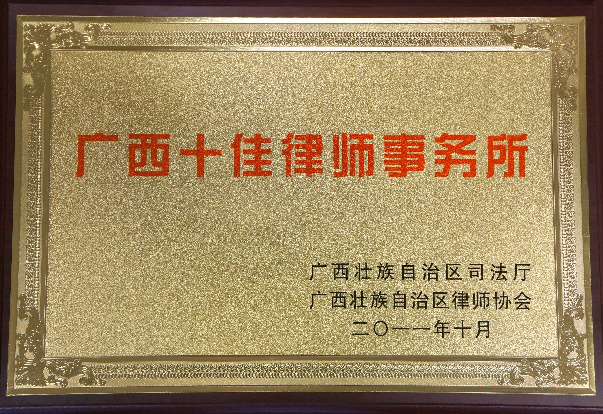 广西十佳律师事务所
广西壮族自治区司法厅
广西壮族自治区律师协会
二〇一一年十月